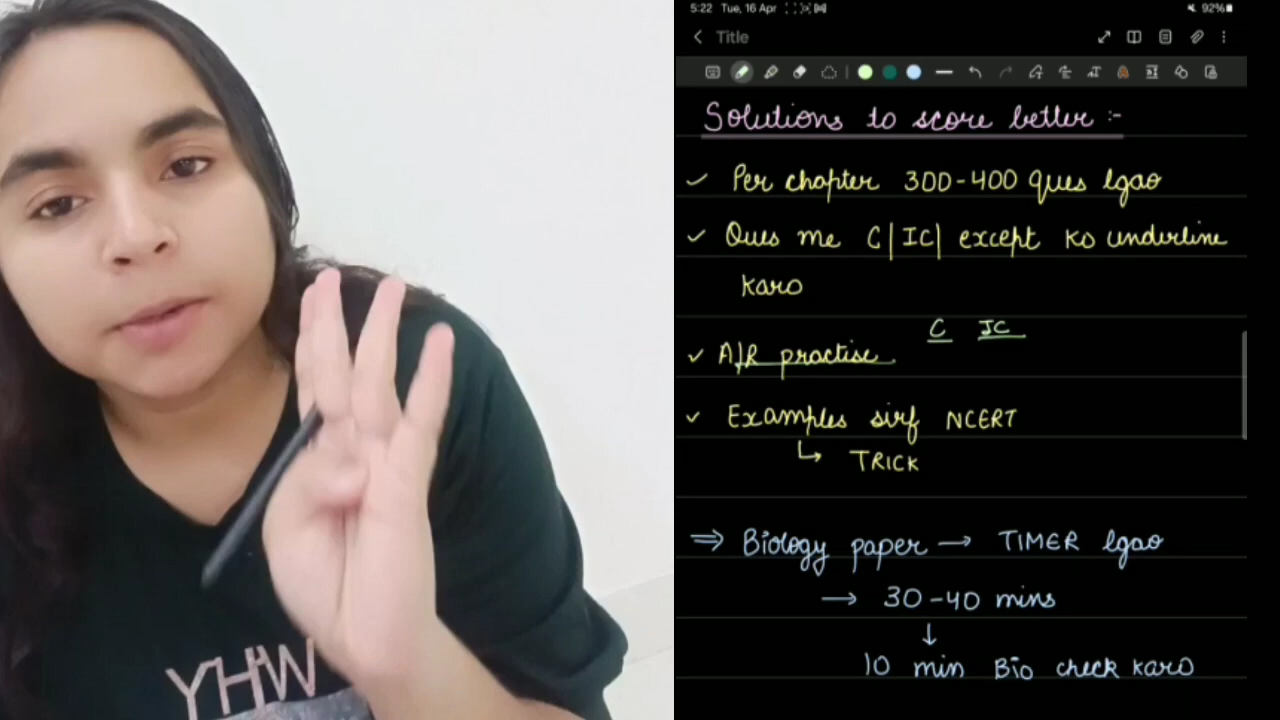 5:22 Tue, 16 Apr
92%
Title
Solutions to score better :-
✓ Per chapter 300-400 ques lgao
✓ Ques me C|IC| except ko underline
karo
C IC
✓ A/R practise.
✓ Examples sirf NCERT
↳ TRICK
⇒ Biology paper → TIMER lgao
→ 30-40 mins
↓
10 min Bio check karo
YHW